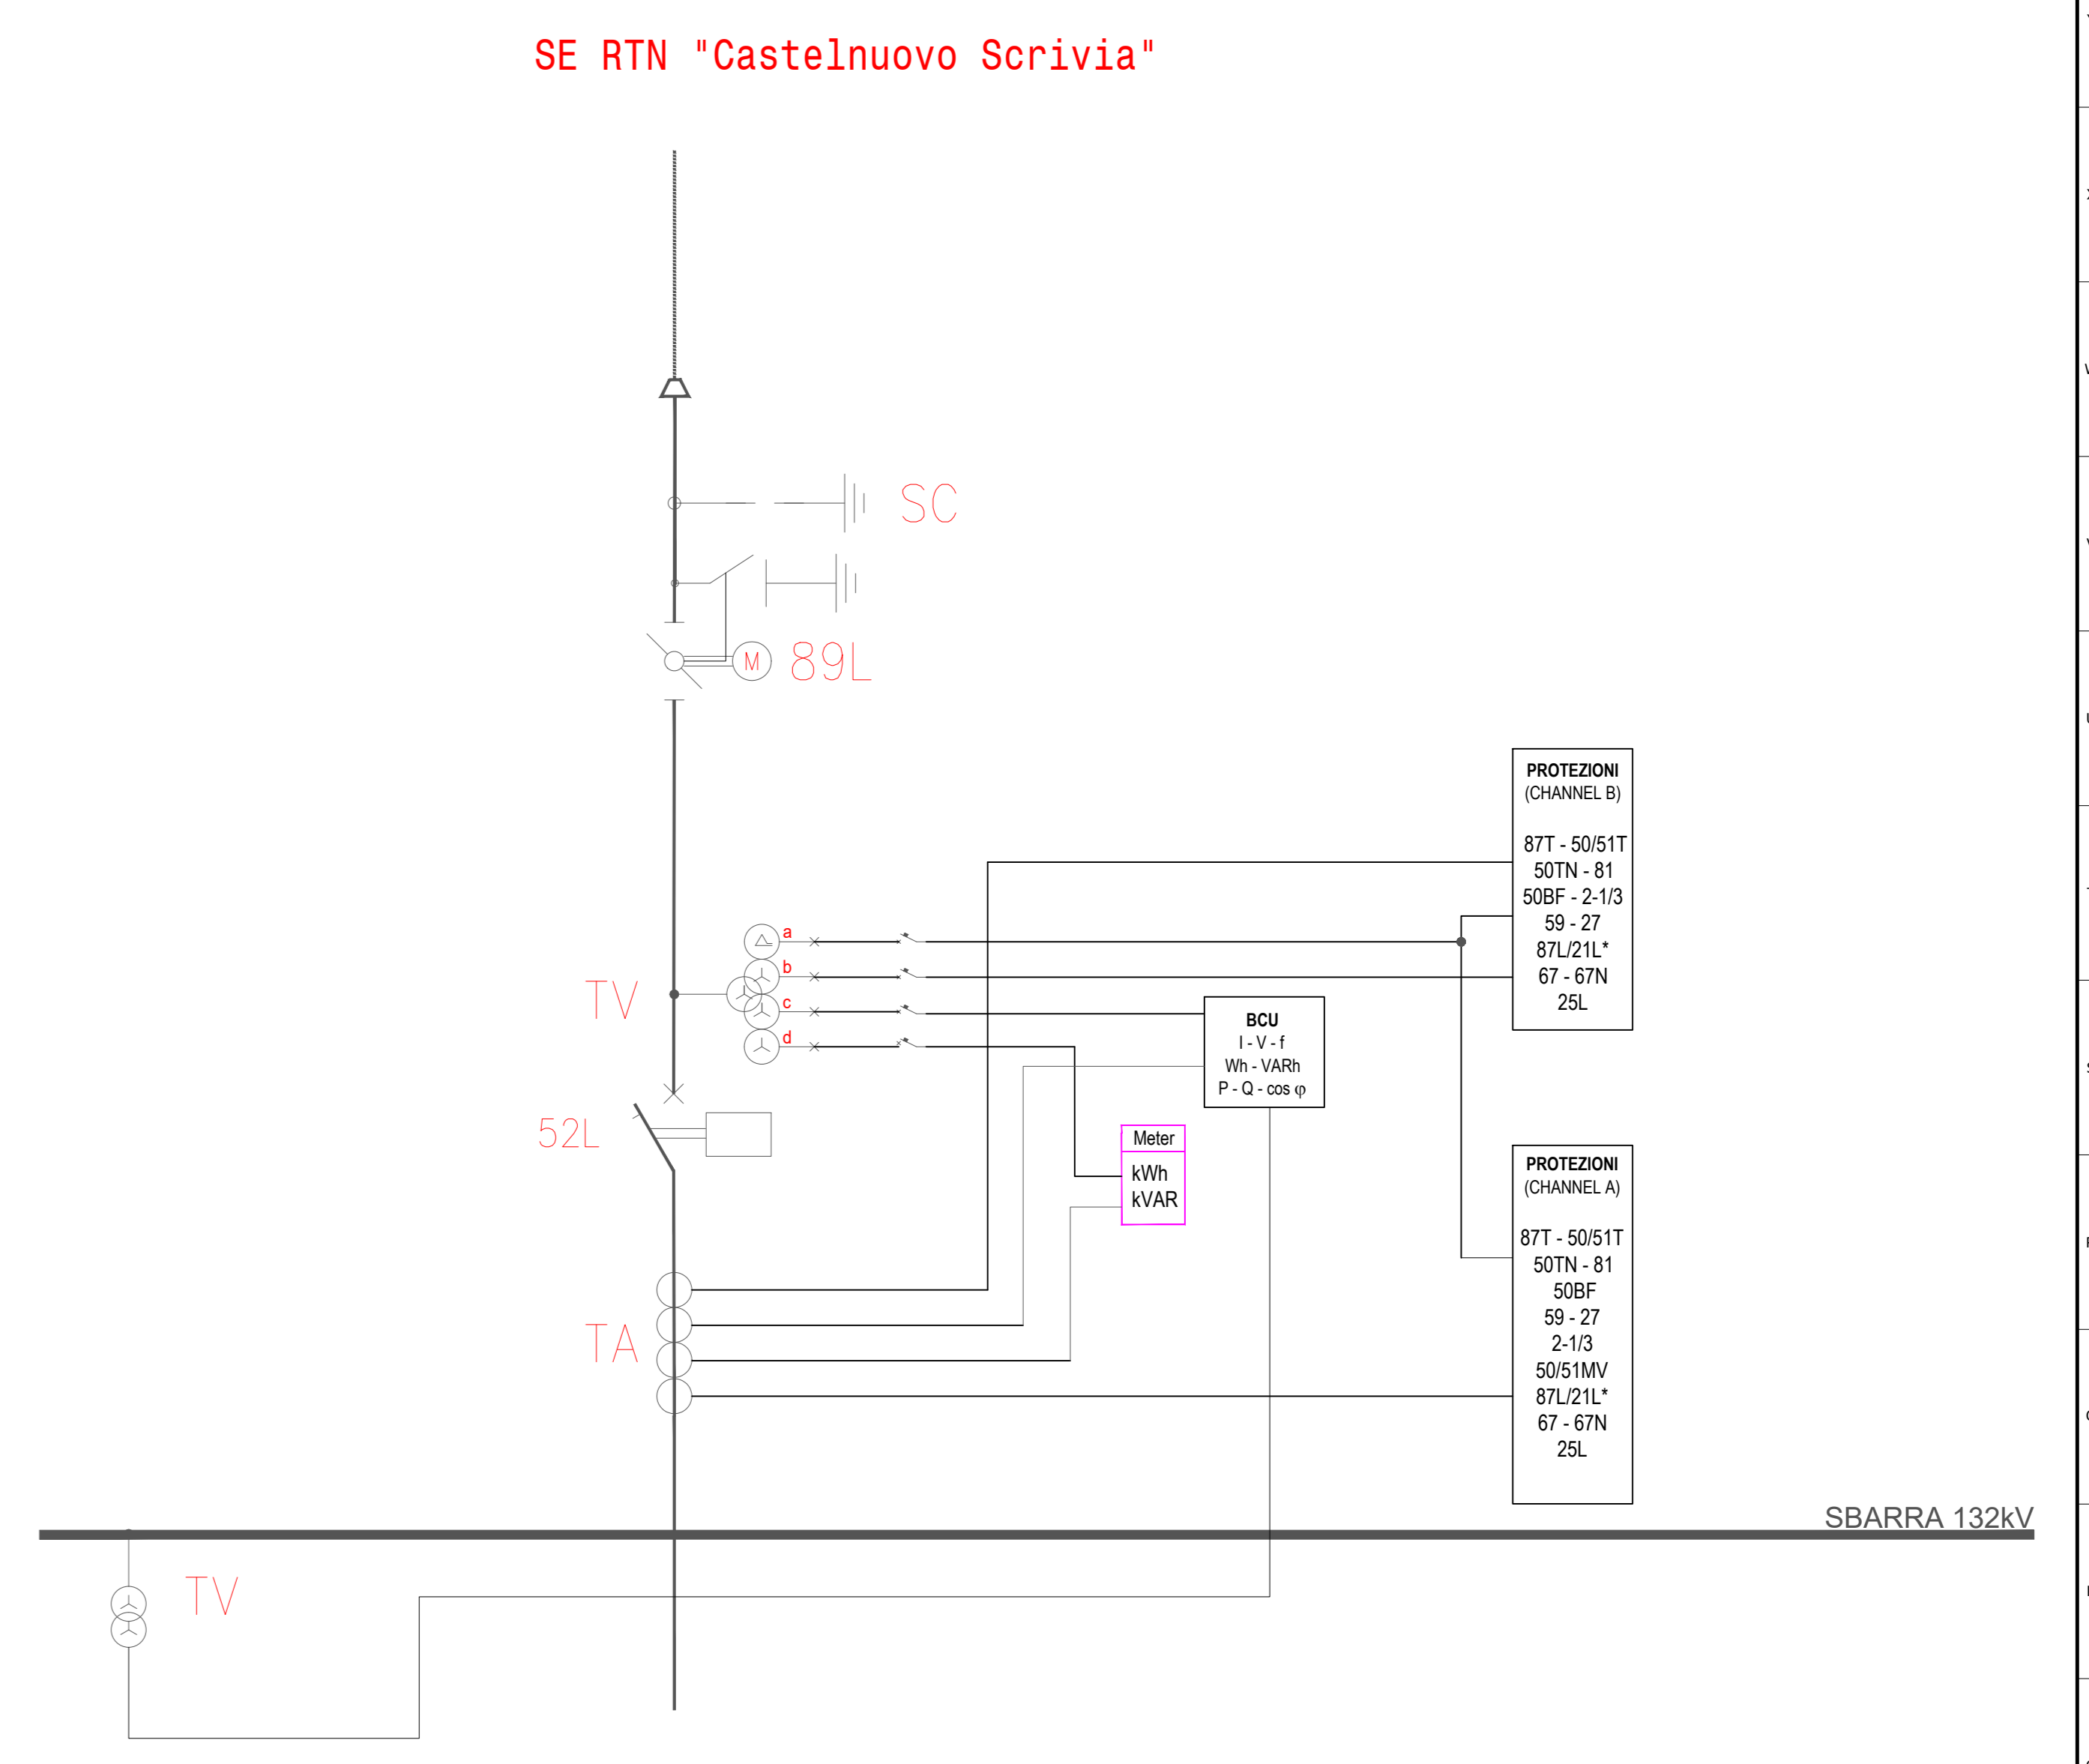 SE RTN "Castelnuovo Scrivia"
SC
M
89L
PROTEZIONI
(CHANNEL B)
87T - 50/51T
50TN - 81
50BF - 2-1/3
59 - 27
87L/21L*
67 - 67N
25L
TV
a
b
c
d
BCU
I - V - f
Wh - VARh
P - Q - cos φ
52L
Meter
kWh
kVAR
PROTEZIONI
(CHANNEL A)
87T - 50/51T
50TN - 81
50BF
59 - 27
2-1/3
50/51MV
87L/21L*
67 - 67N
25L
TA
SBARRA 132kV
TV